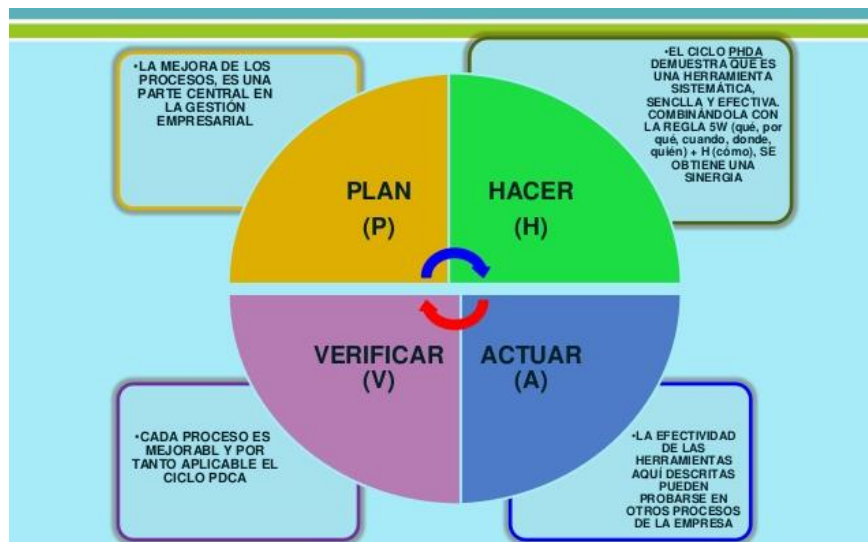 •LA MEJORA DE LOS
PROCESOS, ES UNA
PARTE CENTRAL EN
LA GESTIÓN
EMPRESARIAL
•EL CICLO PHDA
DEMUESTRA QUE ES
UNA HERRAMIENTA
SISTEMÁTICA,
SENCLLA Y EFECTIVA.
COMBINÁNDOLA CON
LA REGLA 5W (qué, por
qué, cuando, donde,
quién) + H (cómo), SE
OBTIENE UNA
SINERGIA
PLAN
(P)
HACER
(H)
VERIFICAR
(V)
ACTUAR
(A)
•CADA PROCESO ES
MEJORABL Y POR
TANTO APLICABLE EL
CICLO PDCA
•LA EFECTIVIDAD
DE LAS
HERRAMIENTAS
AQUÍ DESCRITAS
PUEDEN
PROBARSE EN
OTROS PROCESOS
DE LA EMPRESA